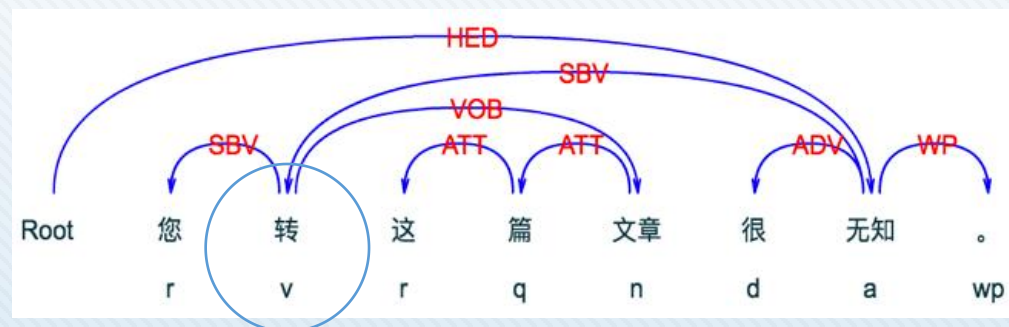 HED
SBV
VOB
SBV ATT ATT ADV WP
Root 您 转 这 篇 文章 很 无知 。
r v r q n d a wp